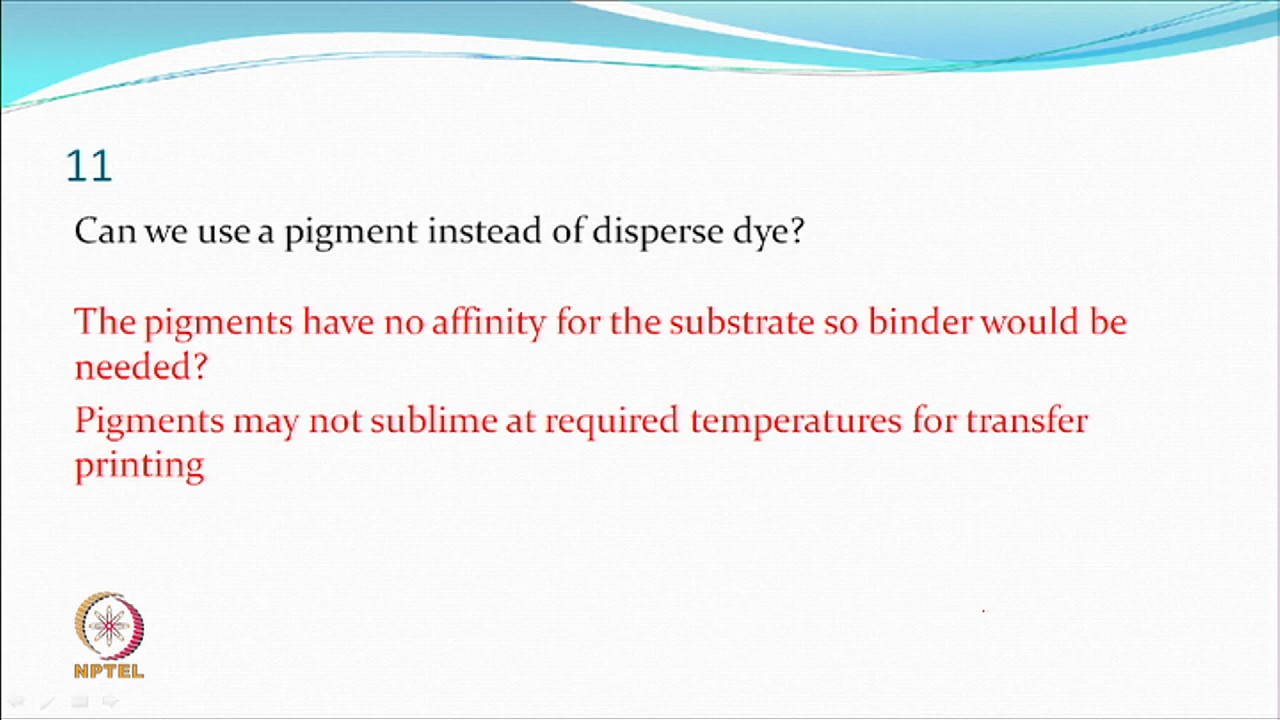 11
Can we use a pigment instead of disperse dye?
The pigments have no affinity for the substrate so binder would be
needed?
Pigments may not sublime at required temperatures for transfer
printing
NPTEL